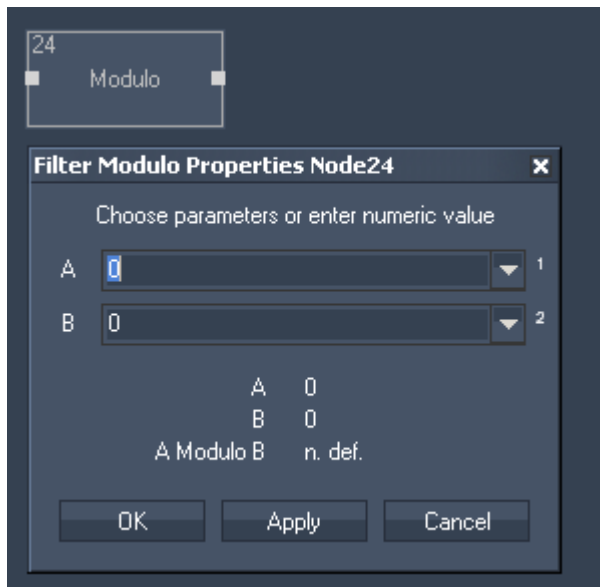 24
Modulo
Filter Modulo Properties Node24
Choose parameters or enter numeric value
A 0 1
B 0 2
A 0
B 0
A Modulo B n. def.
OK Apply Cancel